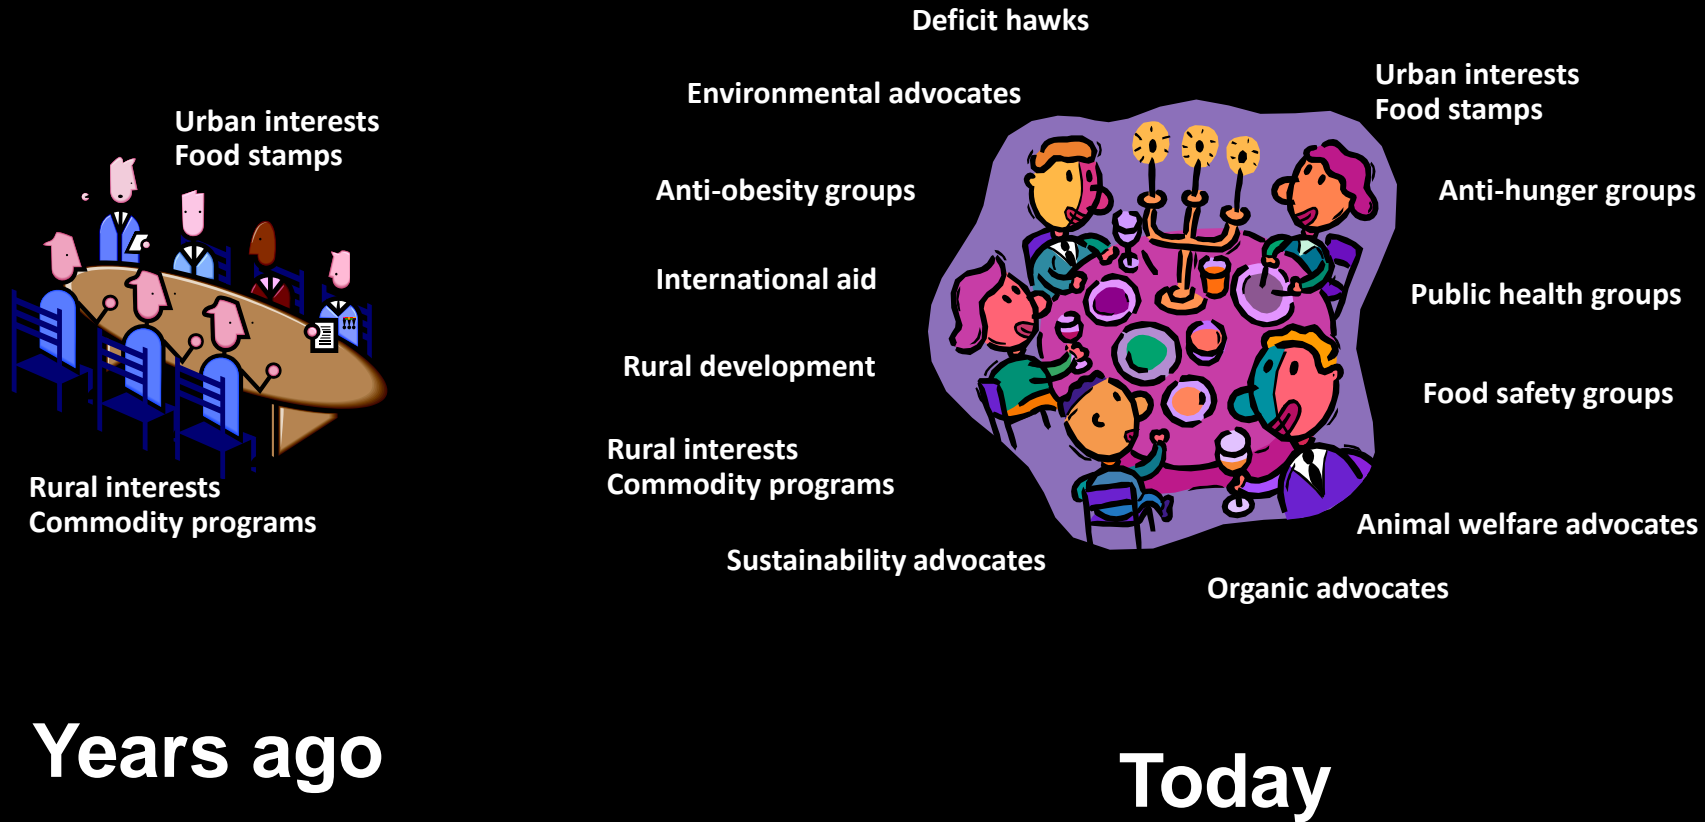 Urban interests
Food stamps
Rural interests
Commodity programs
Years ago
Deficit hawks
Environmental advocates
Urban interests
Food stamps
Anti-obesity groups
Anti-hunger groups
International aid
Public health groups
Rural development
Food safety groups
Rural interests
Commodity programs
Animal welfare advocates
Sustainability advocates
Organic advocates
Today